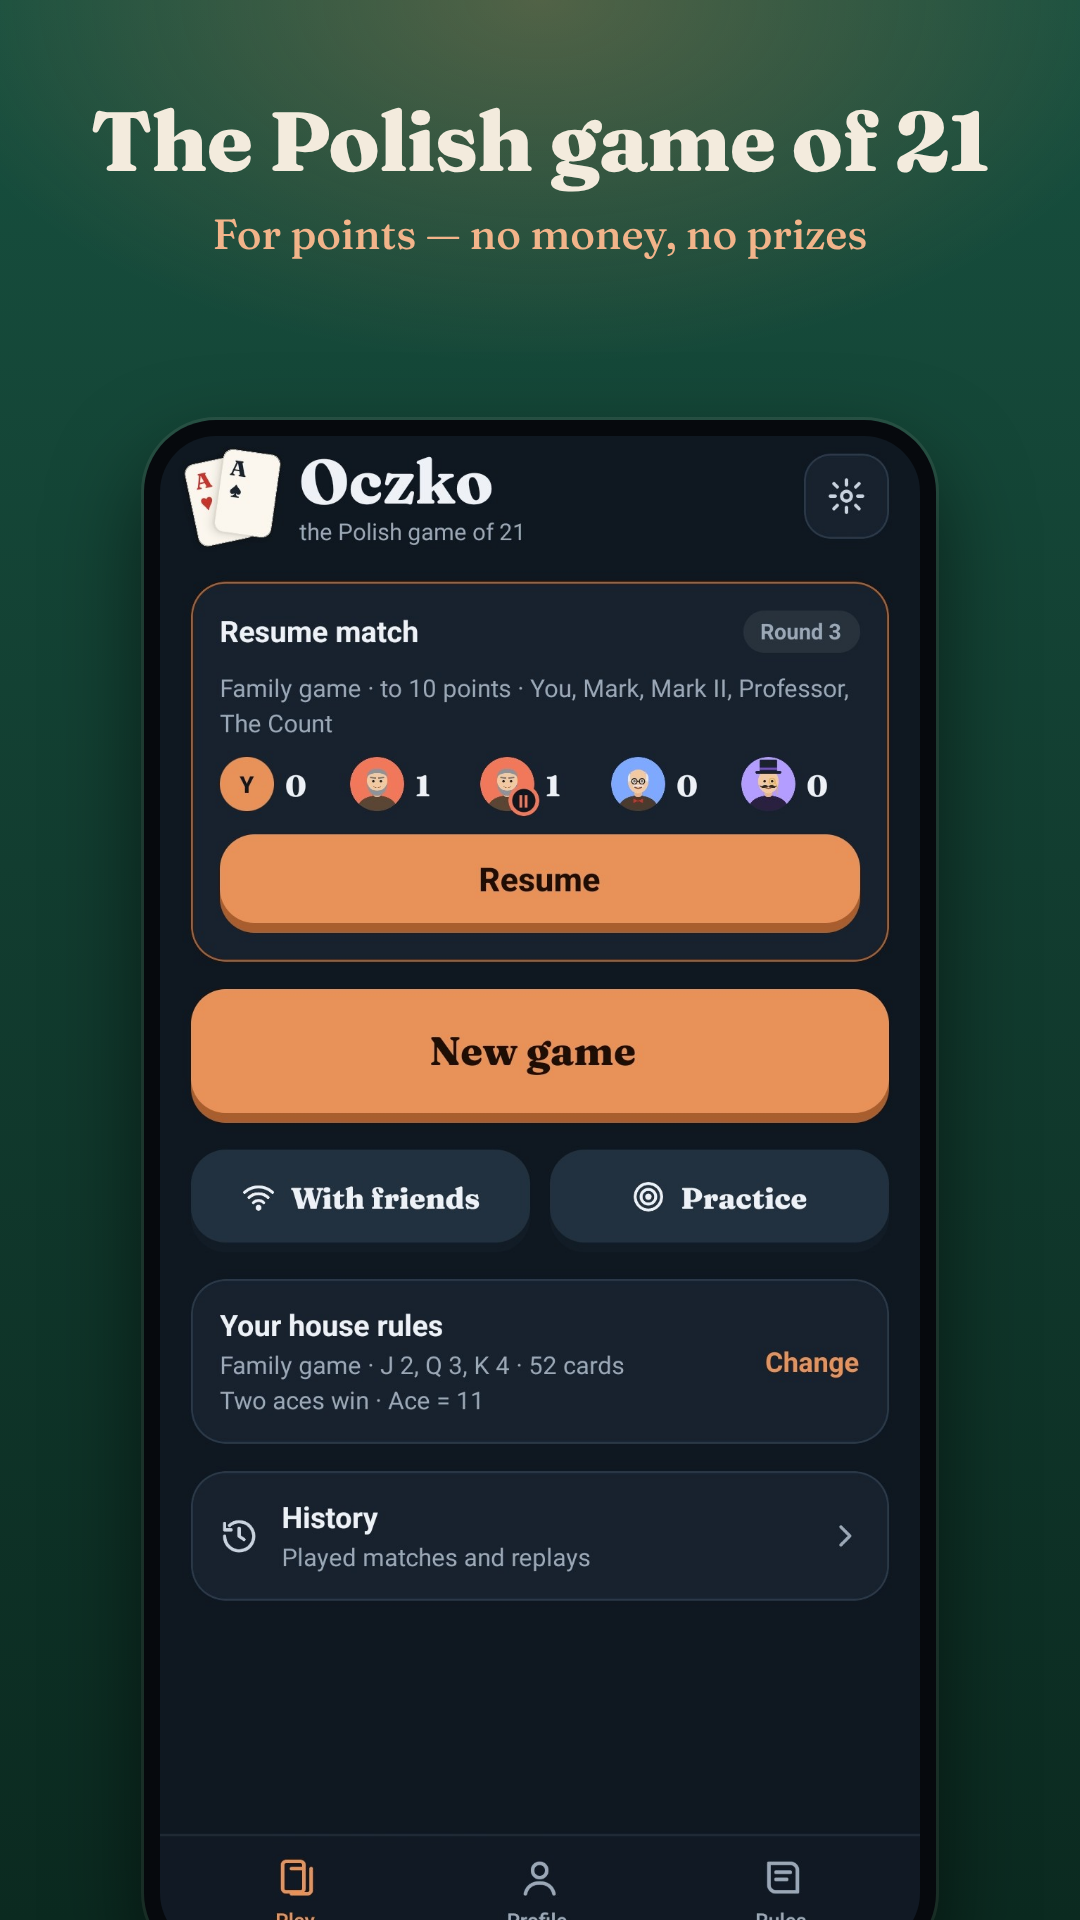 The Polish game of 21
For points — no money, no prizes
A
A
Oczko
the Polish game of 21
Resume match
Round 3
Family game · to 10 points · You, Mark, Mark II, Professor,
The Count
Y 0 1 1 0 0
Resume
New game
With friends
Practice
Your house rules
Family game · J 2, Q 3, K 4 · 52 cards
Change
Two aces win · Ace = 11
History
Played matches and replays
Play Profile Rules